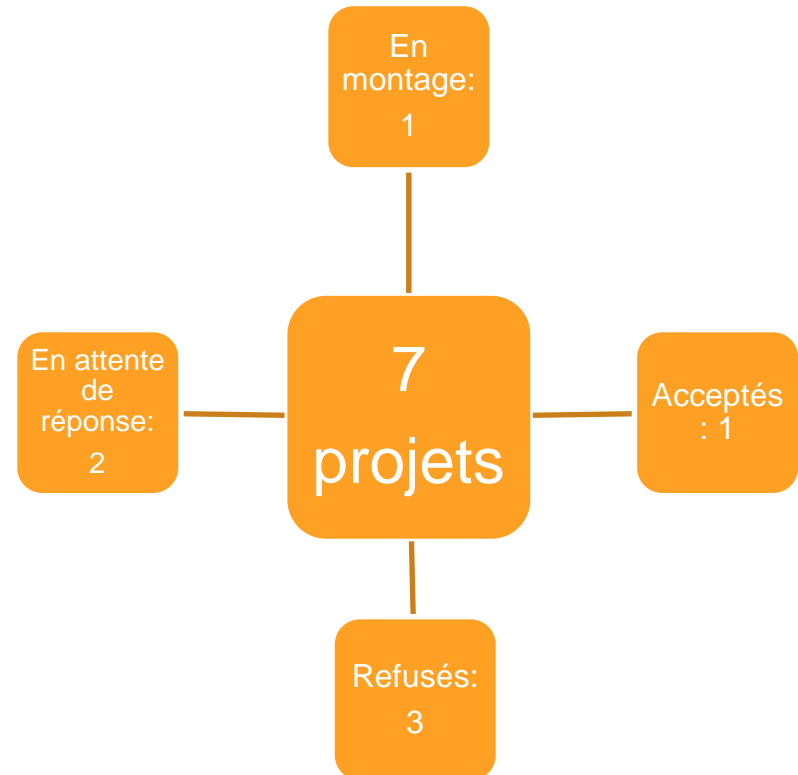 En
montage:
1
En attente
de
réponse:
2
7
projets
Acceptés
: 1
Refusés:
3